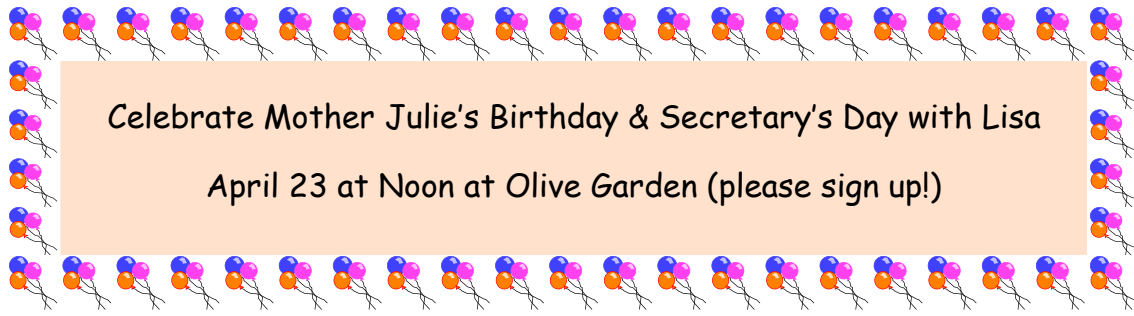 Celebrate Mother Julie’s Birthday & Secretary’s Day with Lisa
April 23 at Noon at Olive Garden (please sign up!)